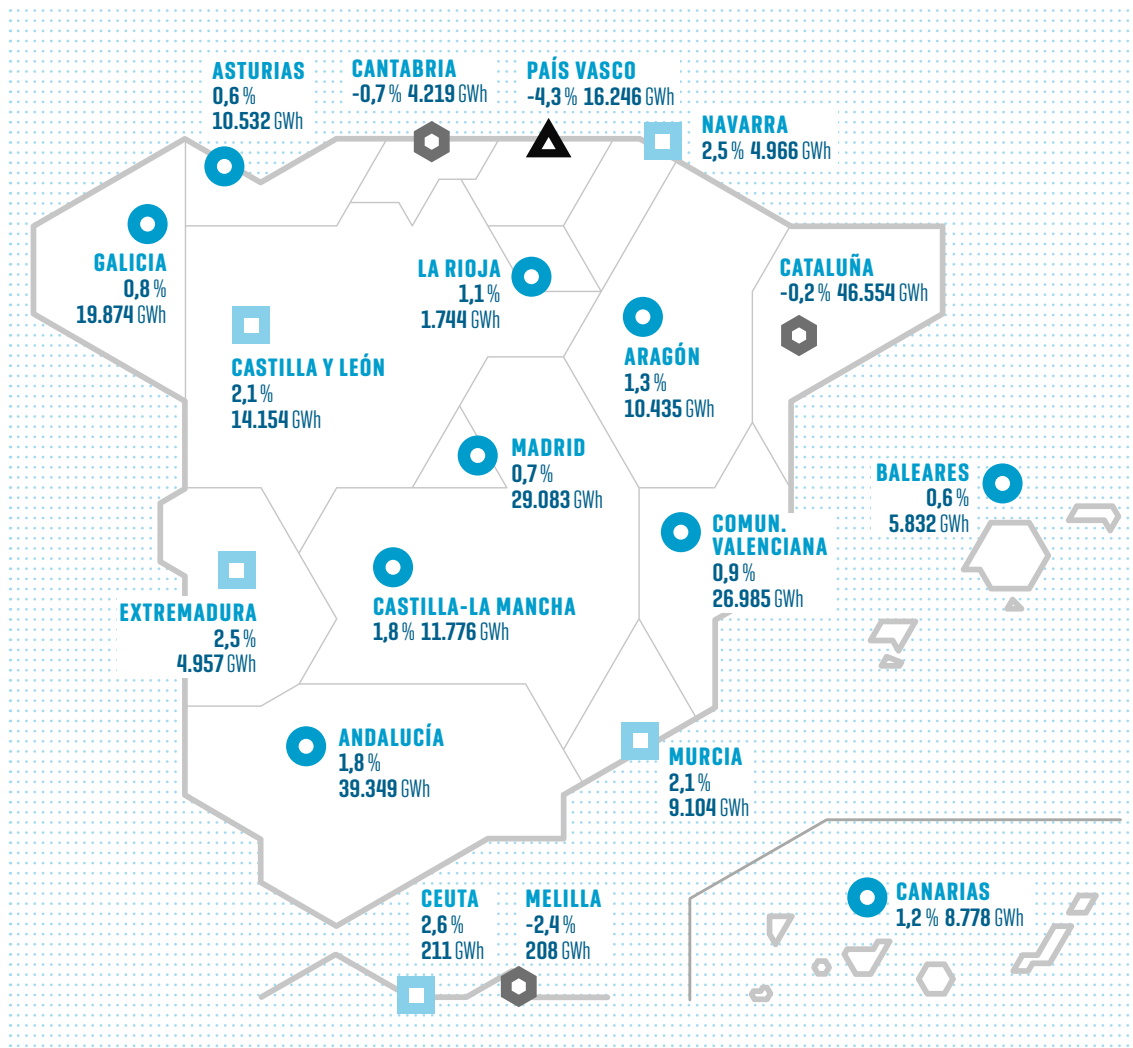 ASTURIAS
0,6 %
10.532 GWh
CANTABRIA
-0,7 % 4.219 GWh
PAÍS VASCO
-4,3 % 16.246 GWh
NAVARRA
2,5 % 4.966 GWh
GALICIA
0,8 %
19.874 GWh
LA RIOJA
1,1 %
1.744 GWh
CATALUÑA
-0,2 % 46.554 GWh
CASTILLA Y LEÓN
2,1 %
14.154 GWh
ARAGÓN
1,3 %
10.435 GWh
MADRID
0,7 %
29.083 GWh
BALEARES
0,6 %
5.832 GWh
COMUN.
VALENCIANA
0,9 %
26.985 GWh
EXTREMADURA
2,5 %
4.957 GWh
CASTILLA-LA MANCHA
1,8 % 11.776 GWh
ANDALUCÍA
1,8 %
39.349 GWh
MURCIA
2,1 %
9.104 GWh
CEUTA
2,6 %
211 GWh
MELILLA
-2,4 %
208 GWh
CANARIAS
1,2 % 8.778 GWh